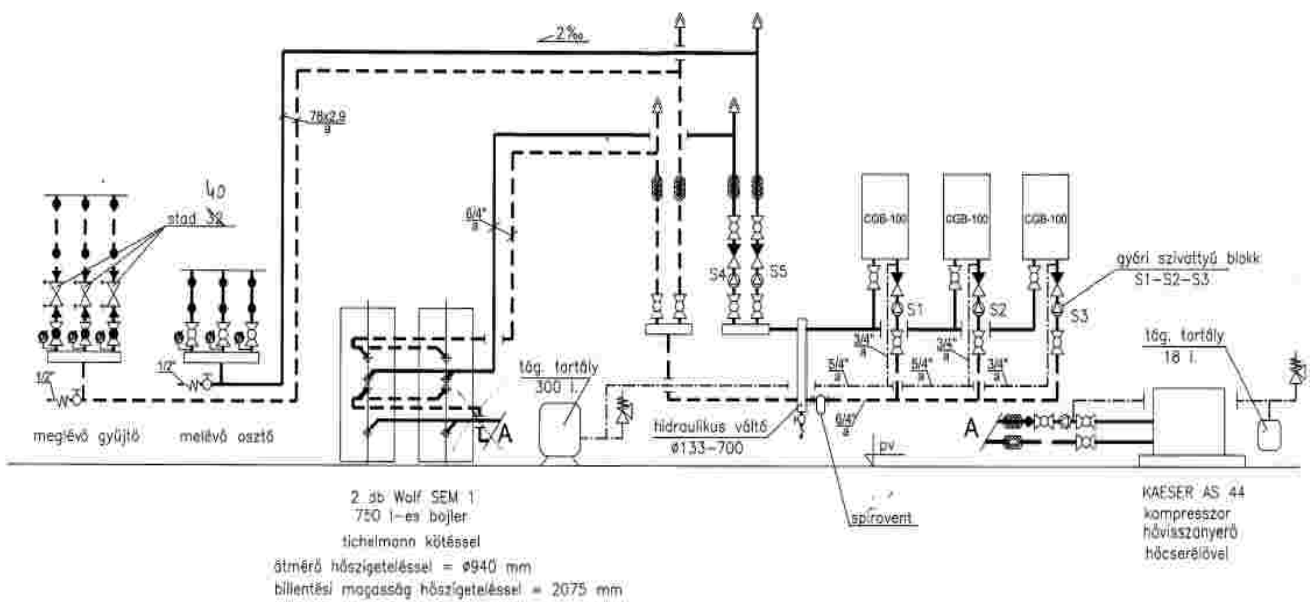 2‰
78x2,9
a
40
stad 32
6/4"
a
S4
S5
CGB-100
CGB-100
CGB-100
győri szivattyú blokk
S1-S2-S3
S1
S2
S3
3/4"
a
3/4"
a
5/4"
a
5/4"
a
3/4"
a
6/4"
a
tág. tartály
18 l.
tág. tartály
300 l.
1/2"
1/2"
meglévő gyűjtő
melévő osztó
A
hidraulikus váltó
ø133-700
pv
A
spirovent
2 db Wolf SEM 1
750 l-es bojler
tichelmann kötéssel
átmérő hőszigeteléssel = ø940 mm
billentési magasság hőszigeteléssel = 2075 mm
KAESER AS 44
kompresszor
hővisszanyerő
hőcserélővel